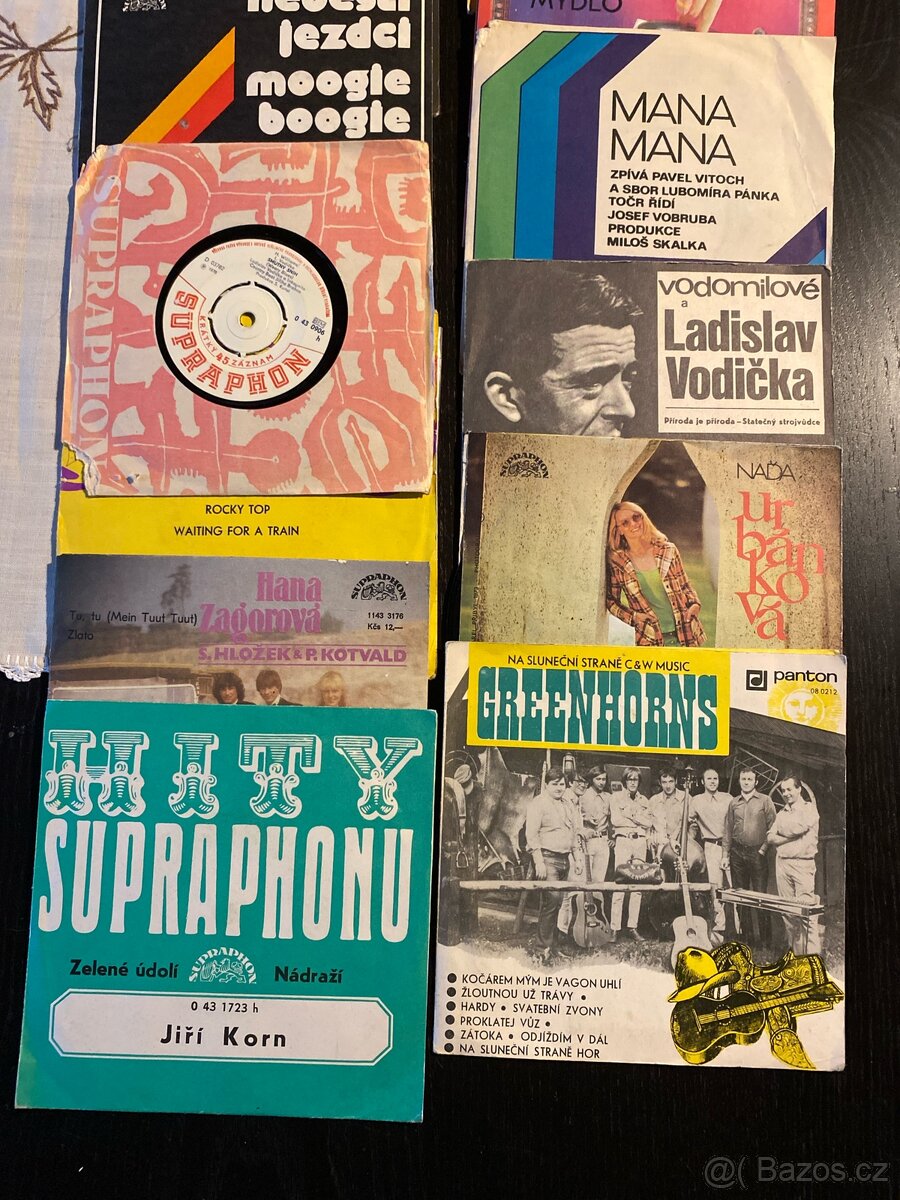 nebeští
jezdci
moogie
boogie
SUPRAPHON
SMUTNÝ SNÍH
D 03782
0 43 0906
h
KRÁTKÝ 45 ZÁZNAM
SUPRAPHON
ROCKY TOP
WAITING FOR A TRAIN
Hana
Zagorová
Tu, tu (Mein Tuut Tuut)
Zlato
SUPRAPHON
1143 3176
Kčs 12,—
S. HLOŽEK & P. KOTVALD
HITY
SUPRAPHONU
Zelené údolí
SUPRAPHON
Nádraží
0 43 1723 h
Jiří Korn
MÝDLO
MANA
MANA
ZPÍVÁ PAVEL VITOCH
A SBOR LUBOMÍRA PÁNKA
TOČR ŘÍDÍ
JOSEF VOBRUBA
PRODUKCE
MILOŠ SKALKA
vodomilové
a
Ladislav
Vodička
Příroda je příroda – Statečný strojvůdce
SUPRAPHON
NAĎA
urbánková
NA SLUNEČNÍ STRANĚ C&W MUSIC
GREENHORNS
panton
08 0212
KOČÁREM MÝM JE VAGON UHLÍ
ŽLOUTNOU UŽ TRÁVY •
HARDY • SVATEBNÍ ZVONY
PROKLATEJ VŮZ •
ZÁTOKA • ODJÍŽDÍM V DÁL
NA SLUNEČNÍ STRANĚ HOR
@( Bazos.cz